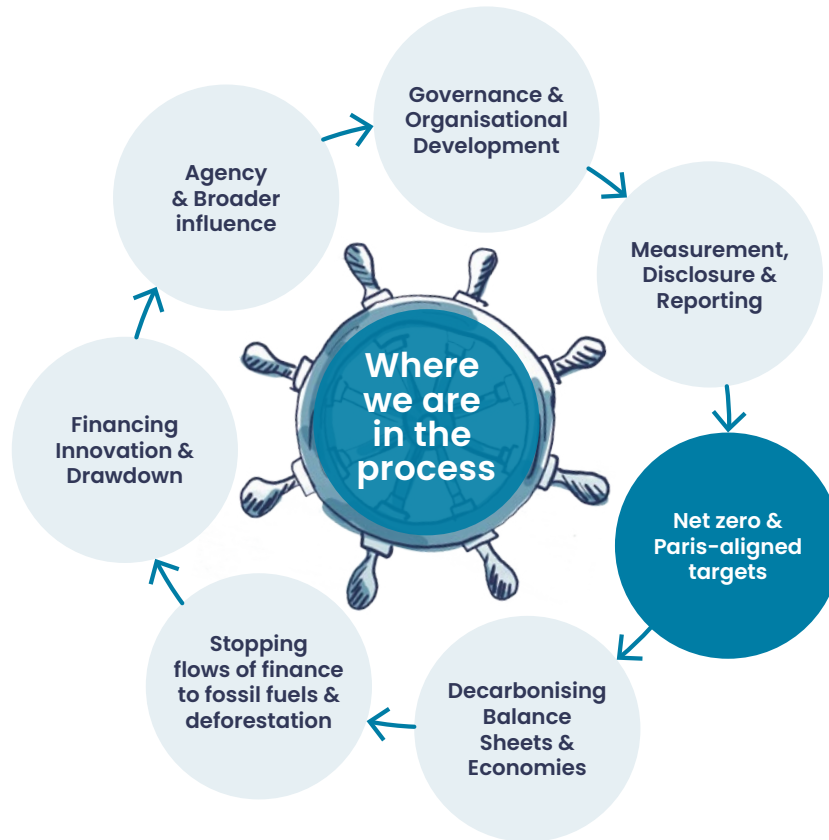 Governance &
Organisational
Development
Measurement,
Disclosure &
Reporting
Net zero &
Paris-aligned
targets
Decarbonising
Balance
Sheets &
Economies
Stopping
flows of finance
to fossil fuels &
deforestation
Financing
Innovation &
Drawdown
Agency
& Broader
influence
Where
we are
in the
process